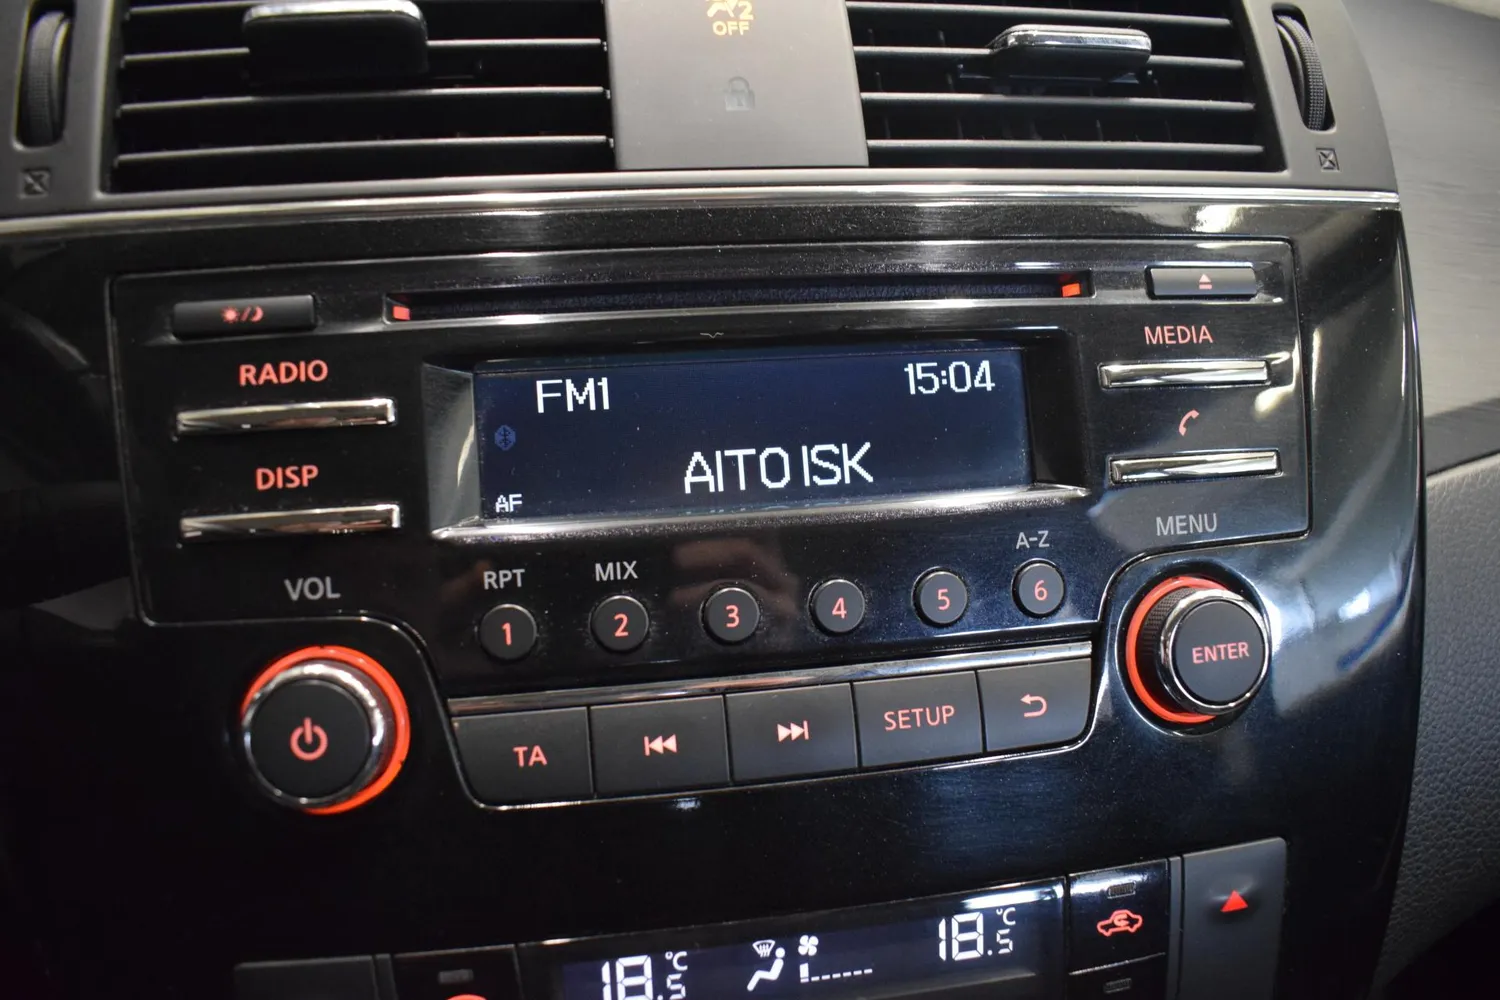 2
OFF
RADIO
DISP
VOL
FM1
15:04
AITO ISK
AF
MEDIA
MENU
RPT
MIX
A-Z
1
2
3
4
5
6
ENTER
TA
SETUP
18.5°C
18.5°C